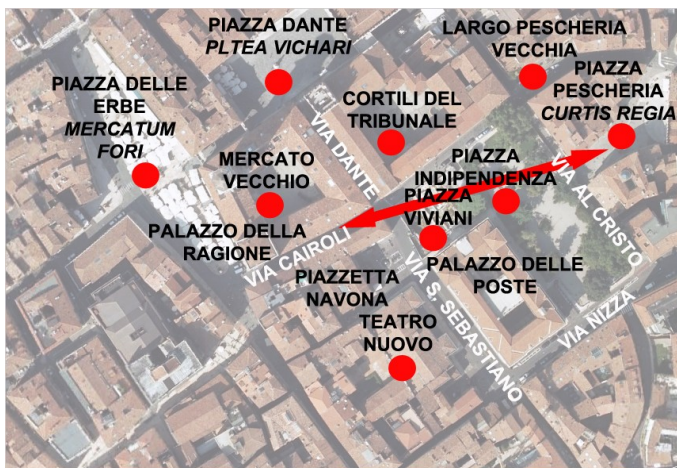 PIAZZA DANTE
PLTEA VICHARI
LARGO PESCHERIA
VECCHIA
PIAZZA DELLE
ERBE
MERCATUM
FORI
PIAZZA
PESCHERIA
CURTIS REGIA
CORTILI DEL
TRIBUNALE
VIA DANTE
MERCATO
VECCHIO
PIAZZA
INDIPENDENZA
PIAZZA
VIVIANI
VIA AL CRISTO
PALAZZO DELLA
RAGIONE
VIA CAIROLI
PALAZZO DELLE
POSTE
PIAZZETTA
NAVONA
VIA S. SEBASTIANO
VIA NIZZA
TEATRO
NUOVO